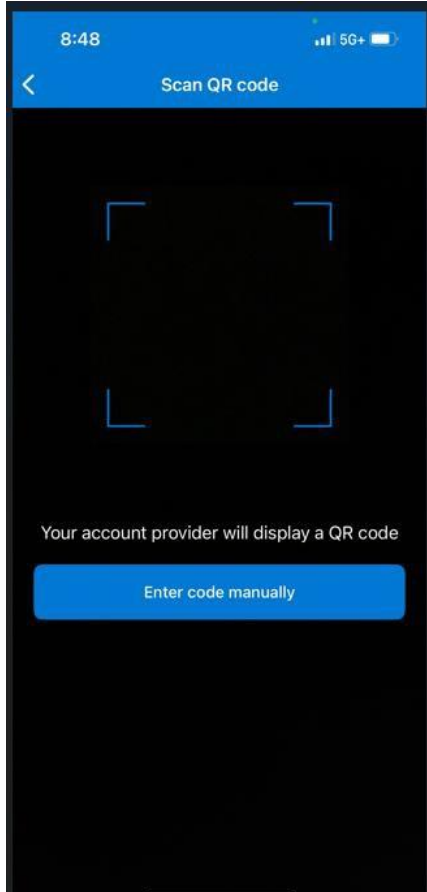 8:48
5G+
Scan QR code
Your account provider will display a QR code
Enter code manually